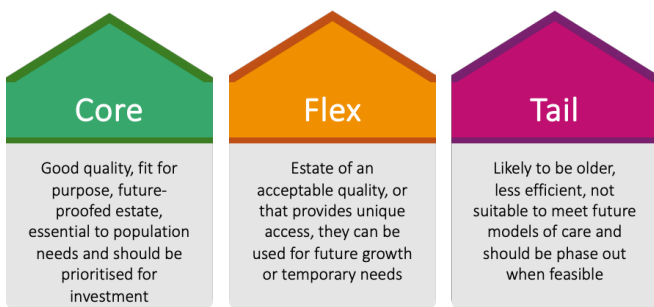 Core
Good quality, fit for
purpose, future-
proofed estate,
essential to population
needs and should be
prioritised for
investment
Flex
Estate of an
acceptable quality, or
that provides unique
access, they can be
used for future growth
or temporary needs
Tail
Likely to be older,
less efficient, not
suitable to meet future
models of care and
should be phase out
when feasible